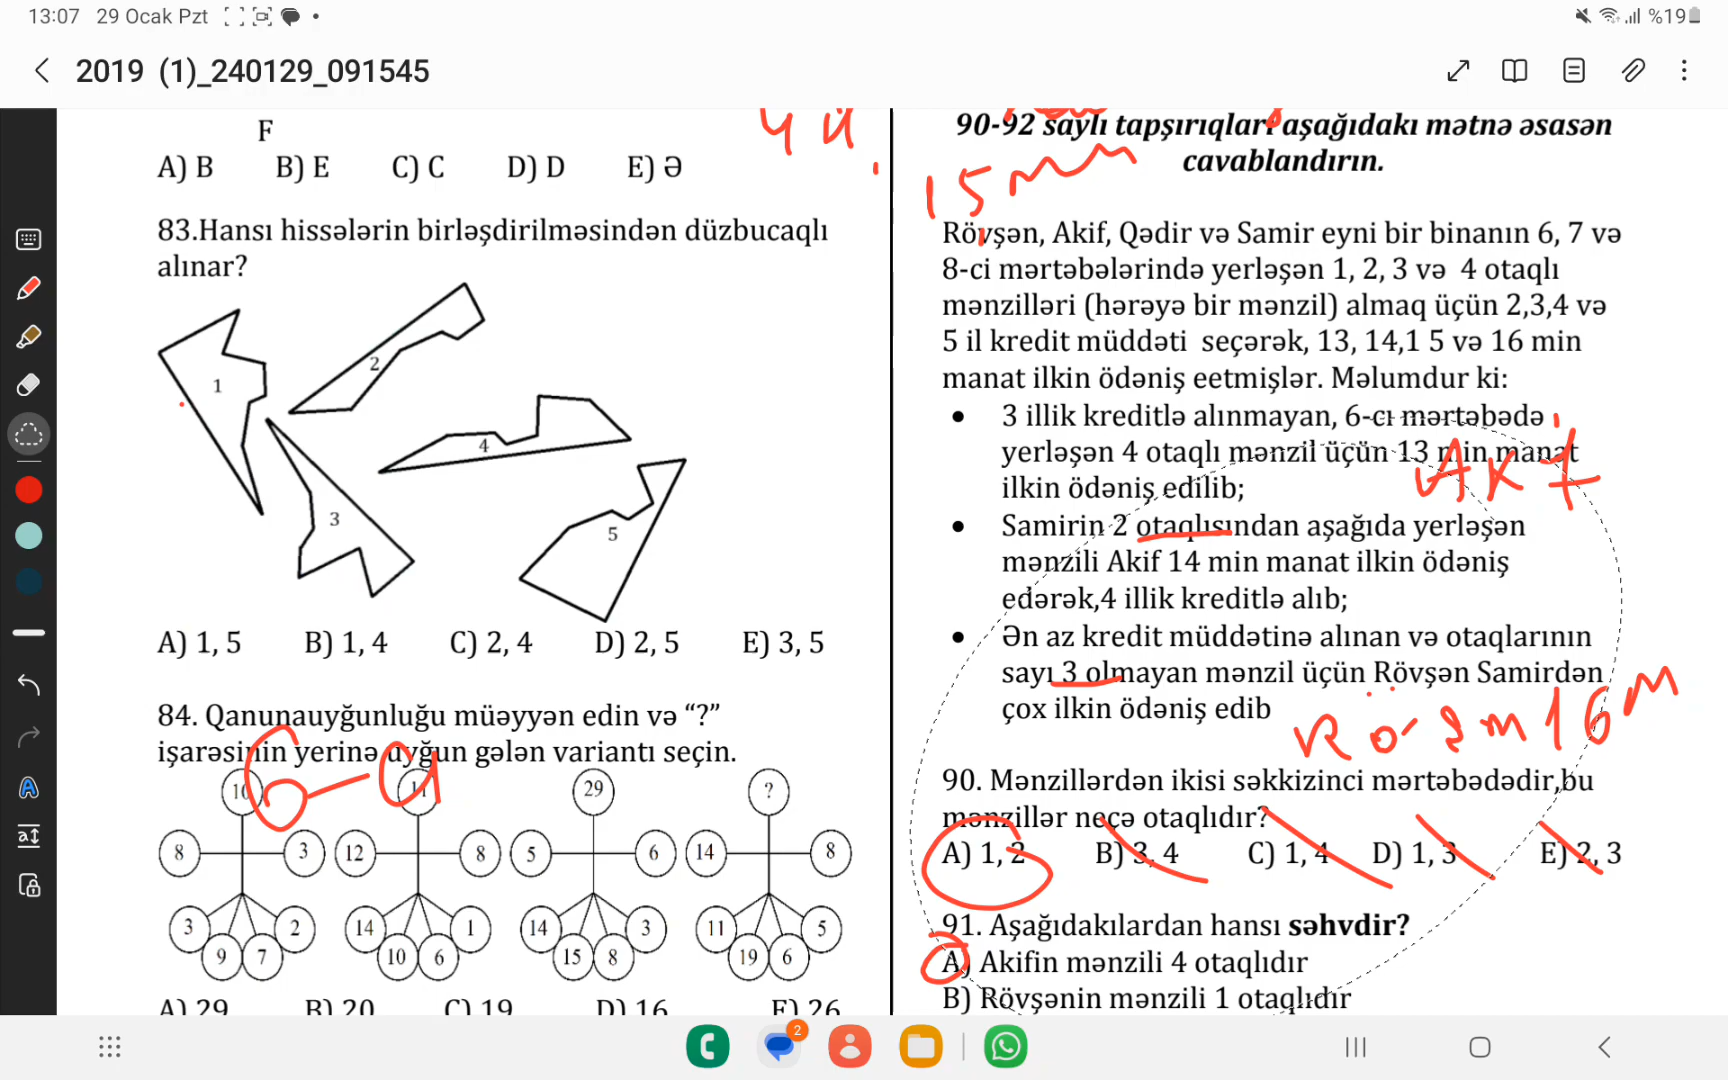 13:07 29 Ocak Pzt
%19
2019 (1)_240129_091545
F
A) B B) E C) C D) D E) Ə
83.Hansı hissələrin birləşdirilməsindən düzbucaqlı
alınar?
1
2
3
4
5
A) 1, 5 B) 1, 4 C) 2, 4 D) 2, 5 E) 3, 5
84. Qanunauyğunluğu müəyyən edin və “?”
işarəsinin yerinə uyğun gələn variantı seçin.
10 11 29 ?
8 3 12 8 5 6 14 8
3 2 14 1 14 3 11 5
9 7 10 6 15 8 19 6
A) 29 B) 20 C) 19 D) 16 E) 26
90-92 saylı tapşırıqları aşağıdakı mətnə əsasən
cavablandırın.
15
Rövşən, Akif, Qədir və Samir eyni bir binanın 6, 7 və
8-ci mərtəbələrində yerləşən 1, 2, 3 və 4 otaqlı
mənzilləri (hərəyə bir mənzil) almaq üçün 2,3,4 və
5 il kredit müddəti seçərək, 13, 14,1 5 və 16 min
manat ilkin ödəniş eetmişlər. Məlumdur ki:
• 3 illik kreditlə alınmayan, 6-cı mərtəbədə
yerləşən 4 otaqlı mənzil üçün 13 min manat
ilkin ödəniş edilib;
• Samirin 2 otaqlısından aşağıda yerləşən
mənzili Akif 14 min manat ilkin ödəniş
edərək,4 illik kreditlə alıb;
• Ən az kredit müddətinə alınan və otaqlarının
sayı 3 olmayan mənzil üçün Rövşən Samirdən
çox ilkin ödəniş edib
16 m
90. Mənzillərdən ikisi səkkizinci mərtəbədədir,bu
mənzillər neçə otaqlıdır?
A) 1, 2 B) 3, 4 C) 1, 4 D) 1, 3 E) 2, 3
91. Aşağıdakılardan hansı səhvdir?
A) Akifin mənzili 4 otaqlıdır
B) Rövşənin mənzili 1 otaqlıdır
2